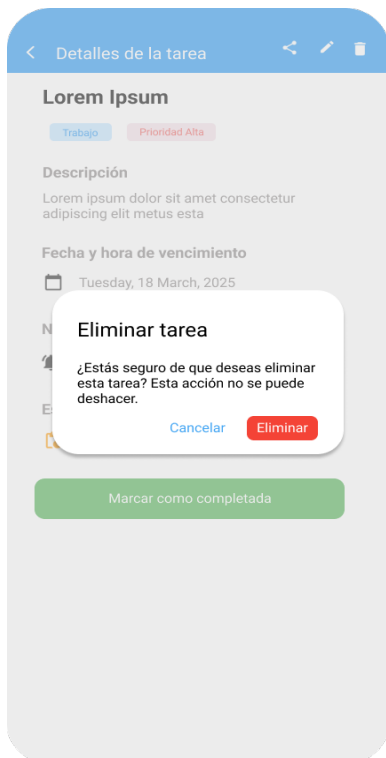 Detalles de la tarea
Lorem Ipsum
Trabajo Prioridad Alta
Descripción
Lorem ipsum dolor sit amet consectetur
adipiscing elit metus esta
Fecha y hora de vencimiento
Tuesday, 18 March, 2025
Eliminar tarea
¿Estás seguro de que deseas eliminar
esta tarea? Esta acción no se puede
deshacer.
Cancelar Eliminar
Marcar como completada